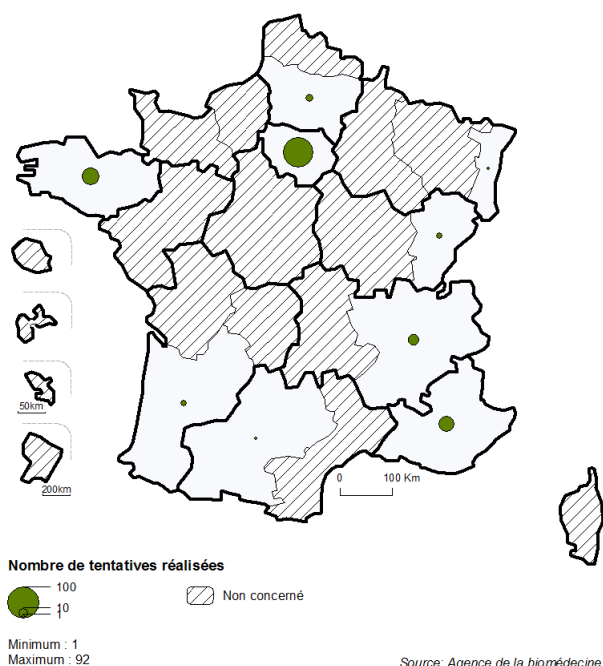 50km
200km
0 100 Km
Nombre de tentatives réalisées
100
10
1
Non concerné
Minimum : 1
Maximum : 92
Source: Agence de la biomédecine